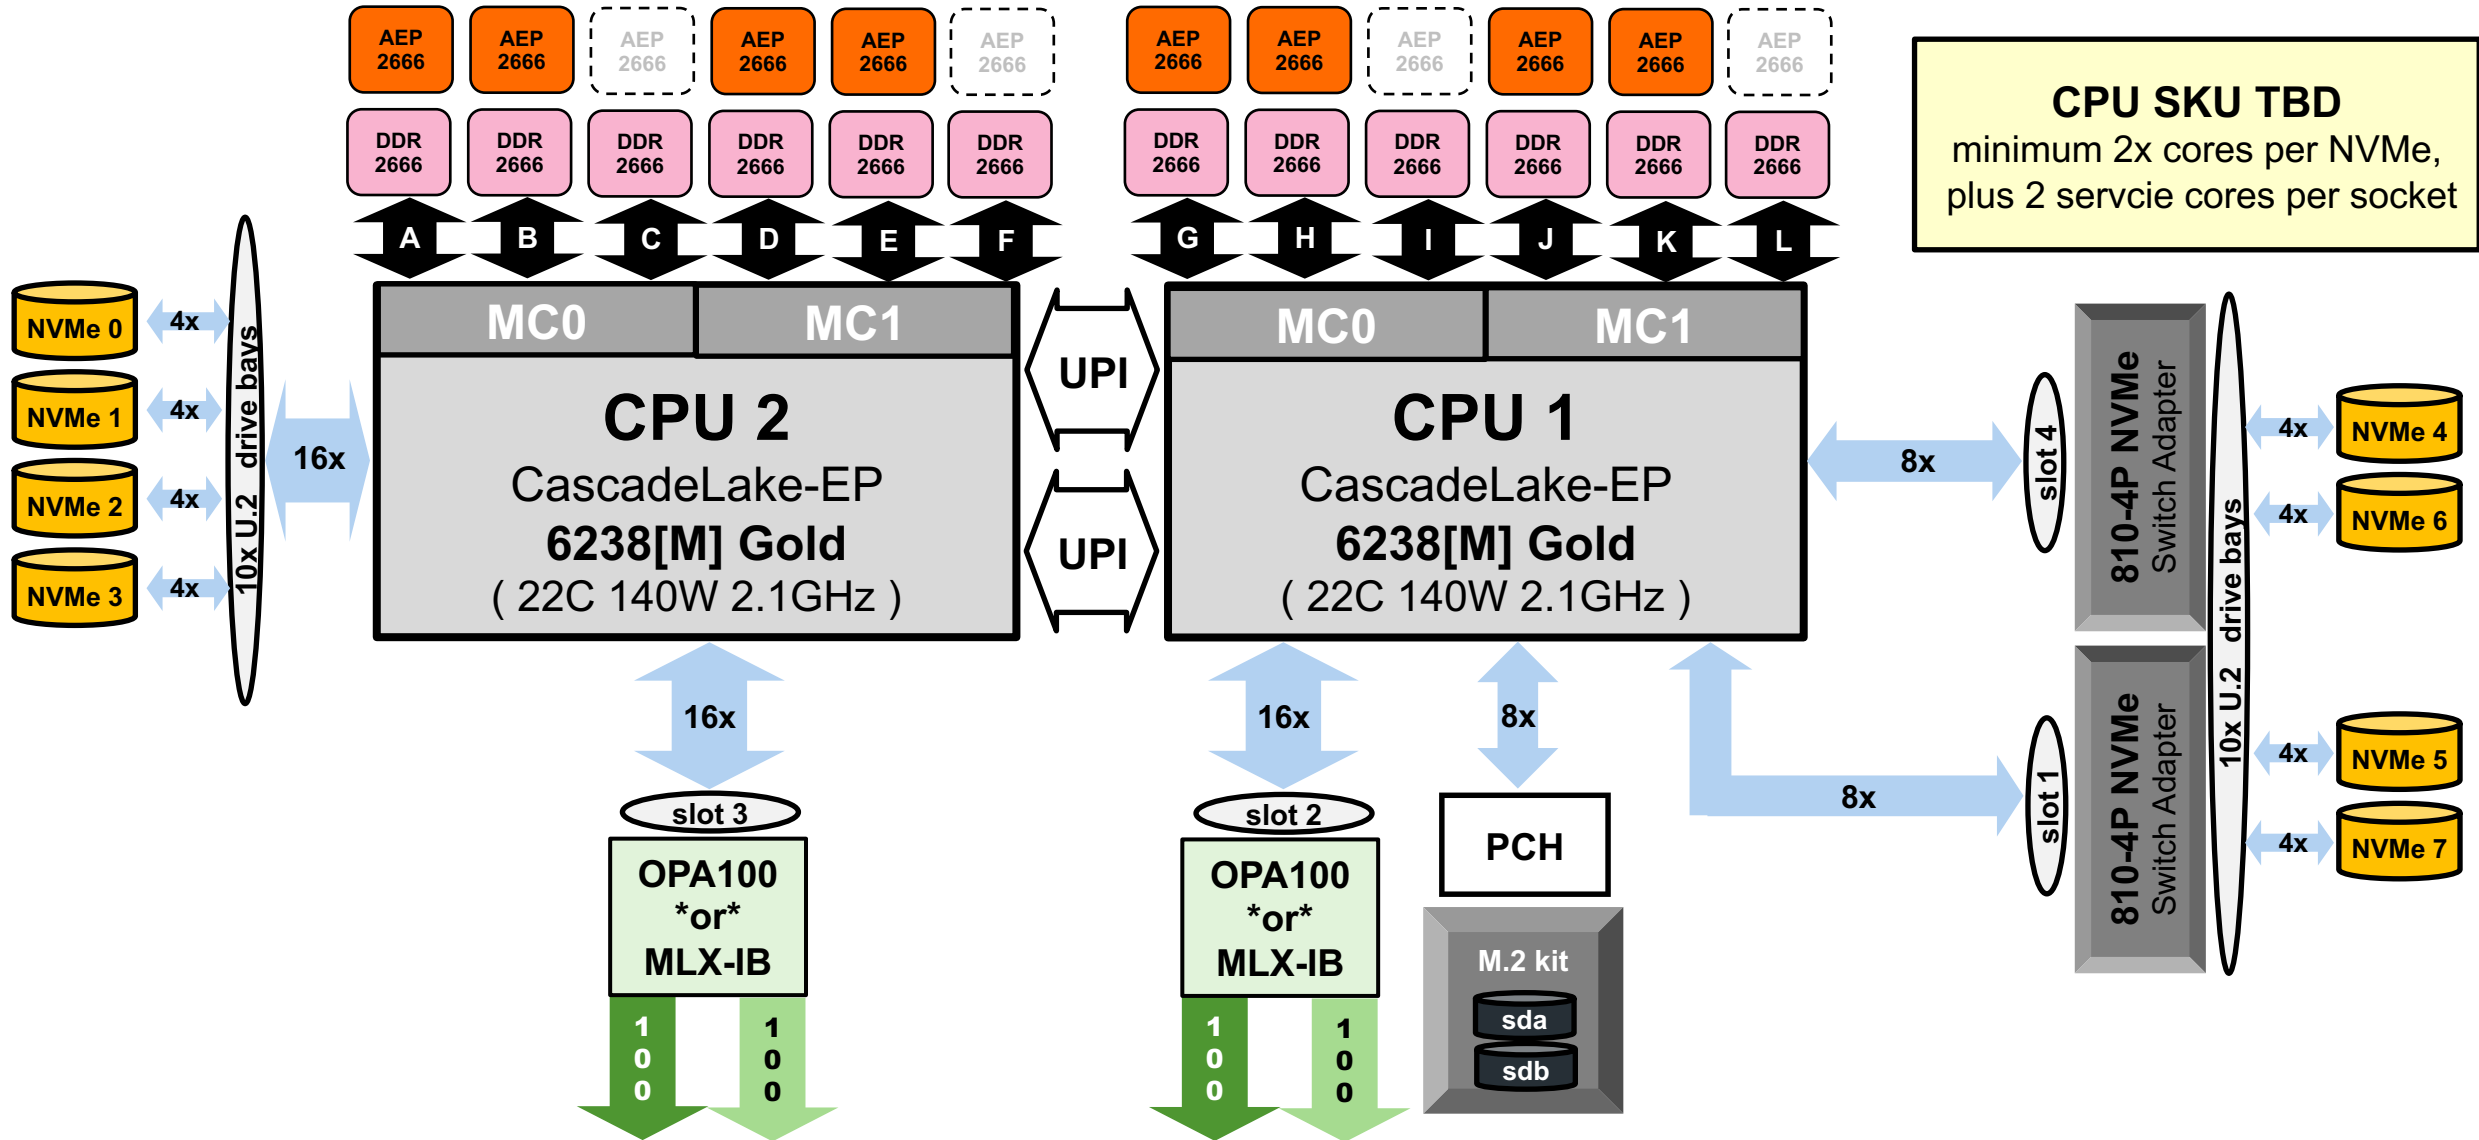 AEP
2666
AEP
2666
AEP
2666
AEP
2666
AEP
2666
AEP
2666
AEP
2666
AEP
2666
AEP
2666
AEP
2666
AEP
2666
AEP
2666
DDR
2666
DDR
2666
DDR
2666
DDR
2666
DDR
2666
DDR
2666
DDR
2666
DDR
2666
DDR
2666
DDR
2666
DDR
2666
DDR
2666
A
B
C
D
E
F
G
H
I
J
K
L
CPU SKU TBD
minimum 2x cores per NVMe,
plus 2 servcie cores per socket
NVMe 0
4x
NVMe 1
4x
NVMe 2
4x
NVMe 3
4x
10x U.2 drive bays
16x
MC0
MC1
CPU 2
CascadeLake-EP
6238[M] Gold
( 22C 140W 2.1GHz )
UPI
UPI
MC0
MC1
CPU 1
CascadeLake-EP
6238[M] Gold
( 22C 140W 2.1GHz )
8x
slot 4
810-4P NVMe
Switch Adapter
10x U.2 drive bays
4x
NVMe 4
4x
NVMe 6
8x
slot 1
810-4P NVMe
Switch Adapter
4x
NVMe 5
4x
NVMe 7
16x
slot 3
OPA100
*or*
MLX-IB
100
100
16x
slot 2
OPA100
*or*
MLX-IB
100
100
8x
PCH
M.2 kit
sda
sdb